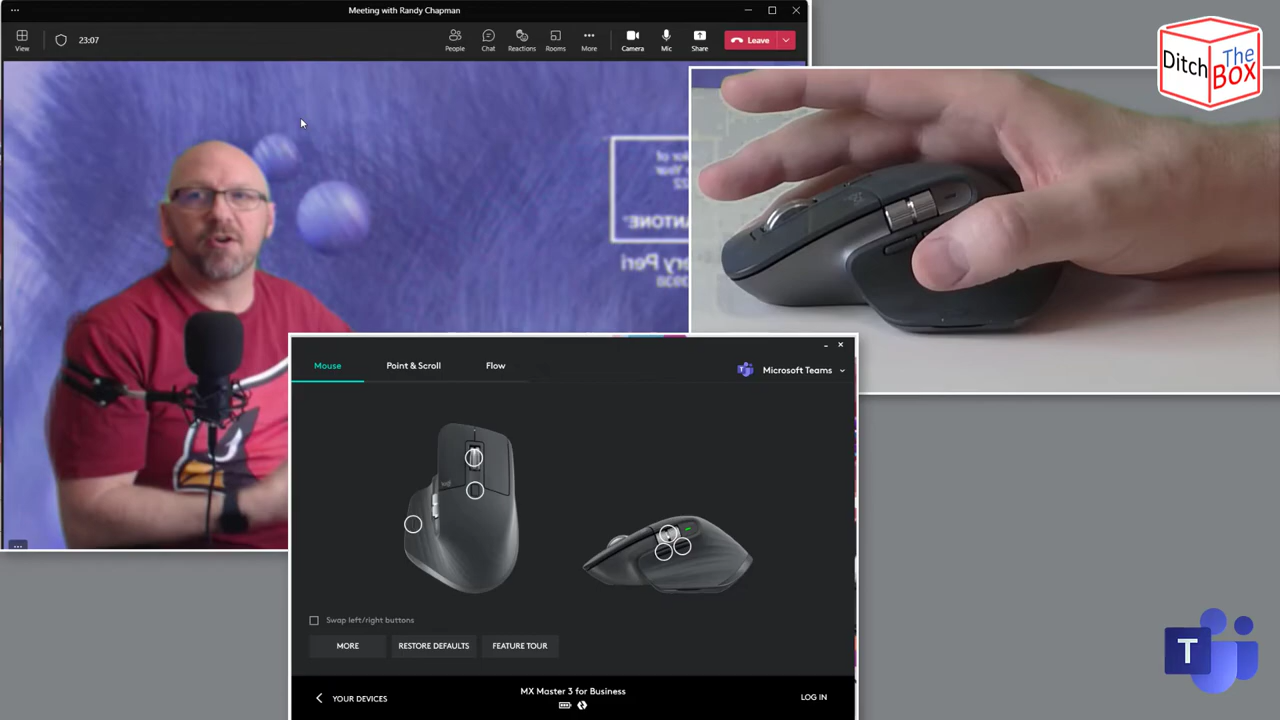 Meeting with Randy Chapman
View
23:07
People
Chat
Reactions
Rooms
More
Camera
Mic
Share
Leave
Ditch The BOX
PANTONE"
Mouse
Point & Scroll
Flow
Microsoft Teams
Swap left/right buttons
MORE
RESTORE DEFAULTS
FEATURE TOUR
YOUR DEVICES
MX Master 3 for Business
LOG IN
T